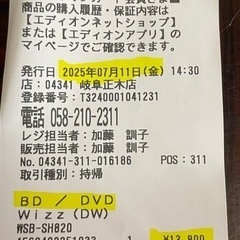 商品の購入履歴・保証内容は
【エディオンネットショップ】
または【エディオンアプリ】の
マイページでご確認できます。
発行日 2025年07月11日(金) 14:30
店：04341 岐阜正木店
登録番号：T3240001041231
電話 058-210-2311
レジ担当者：加藤 訓子
販売担当者：加藤 訓子
No. 04341-311-016186 POS：311
取引種別：持帰
BD ／ DVD
Wizz (DW)
WSB-SH820
1 ¥13,800